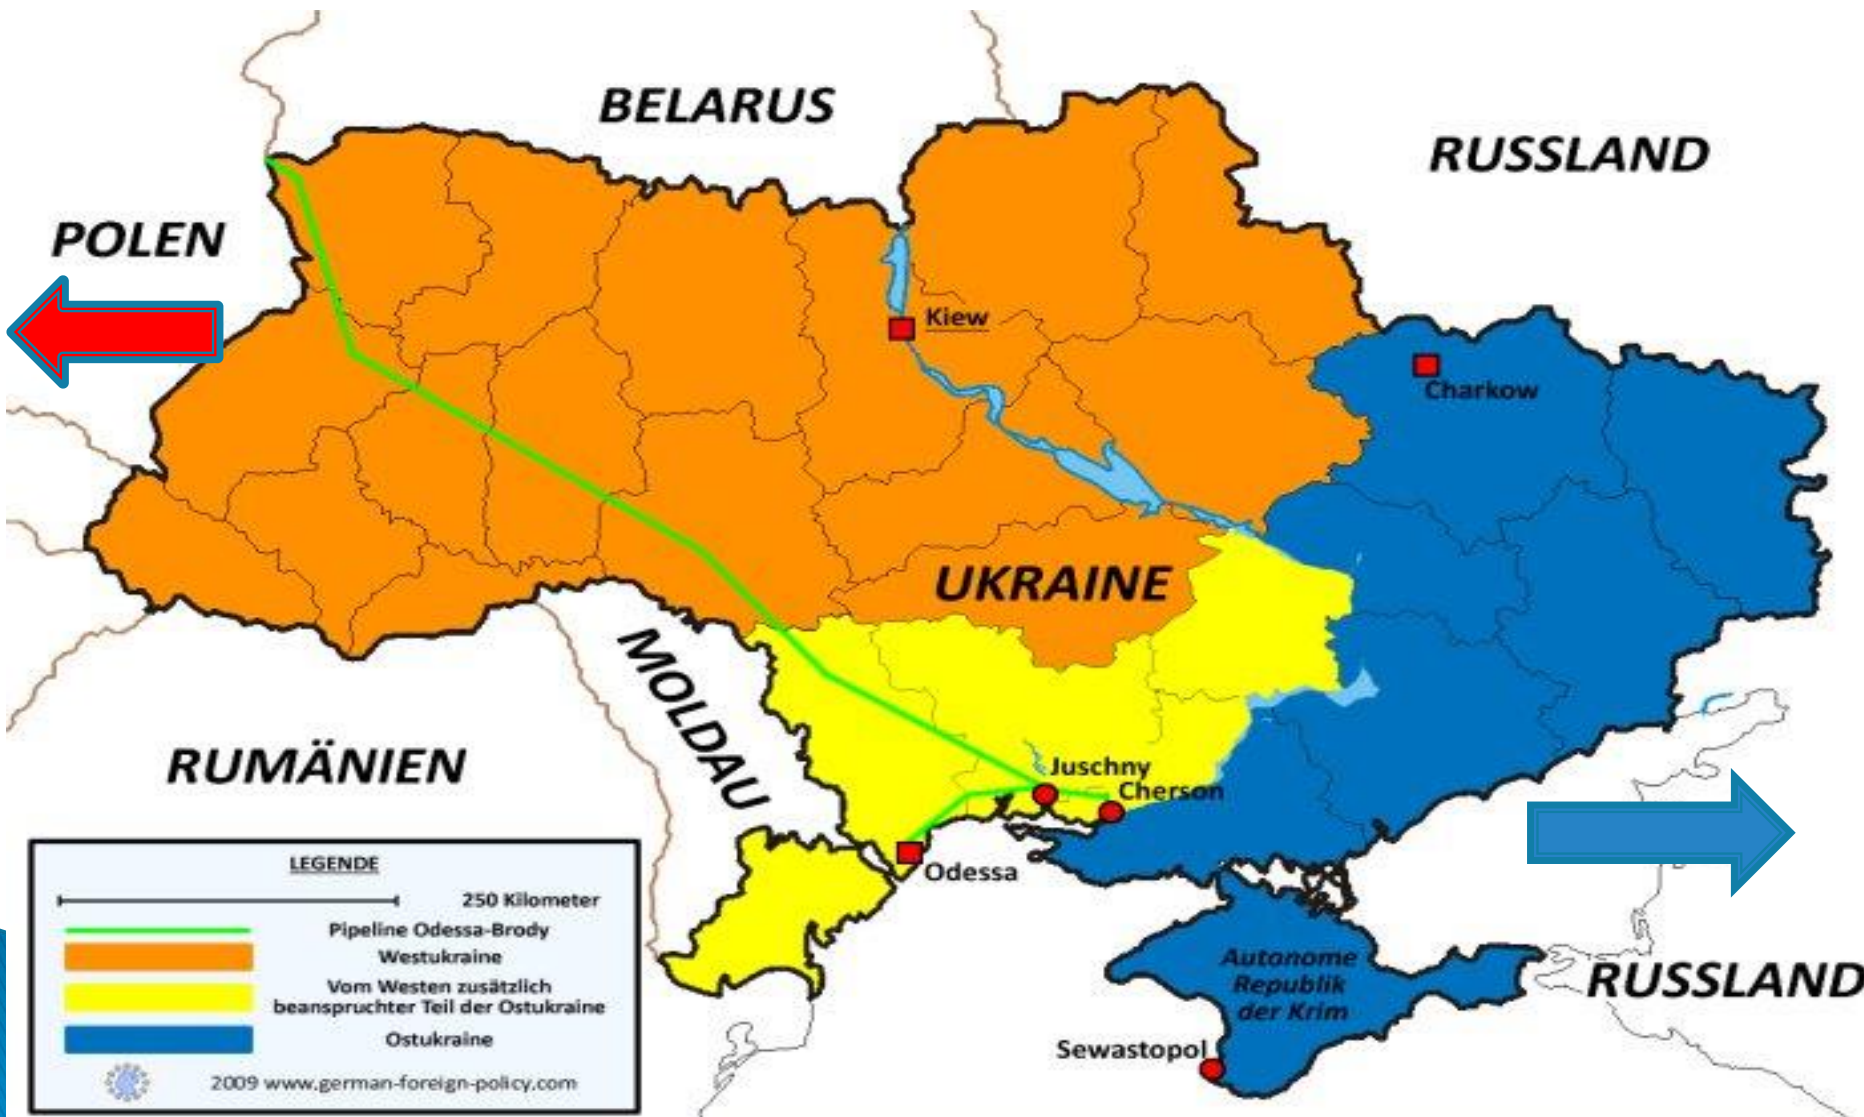 BELARUS
RUSSLAND
POLEN
Kiew
Charkow
UKRAINE
MOLDAU
RUMÄNIEN
Juschny
Cherson
Odessa
LEGENDE
250 Kilometer
Pipeline Odessa-Brody
Westukraine
Vom Westen zusätzlich
beanspruchter Teil der Ostukraine
Ostukraine
2009 www.german-foreign-policy.com
Autonome
Republik
der Krim
RUSSLAND
Sewastopol